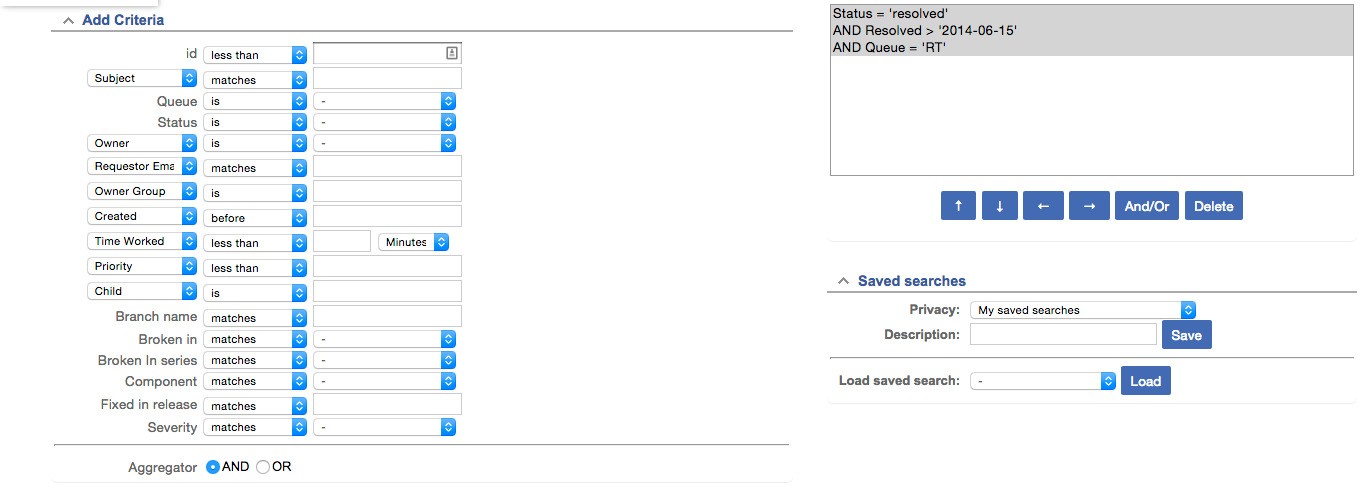 Add Criteria
id less than
Subject matches
Queue is -
Status is -
Owner is -
Requestor Ema matches
Owner Group is
Created before
Time Worked less than Minutes
Priority less than
Child is
Branch name matches
Broken in matches -
Broken In series matches -
Component matches -
Fixed in release matches
Severity matches -
Aggregator AND OR
Status = 'resolved'
AND Resolved > '2014-06-15'
AND Queue = 'RT'
↑ ↓ ← → And/Or Delete
Saved searches
Privacy: My saved searches
Description: Save
Load saved search: - Load